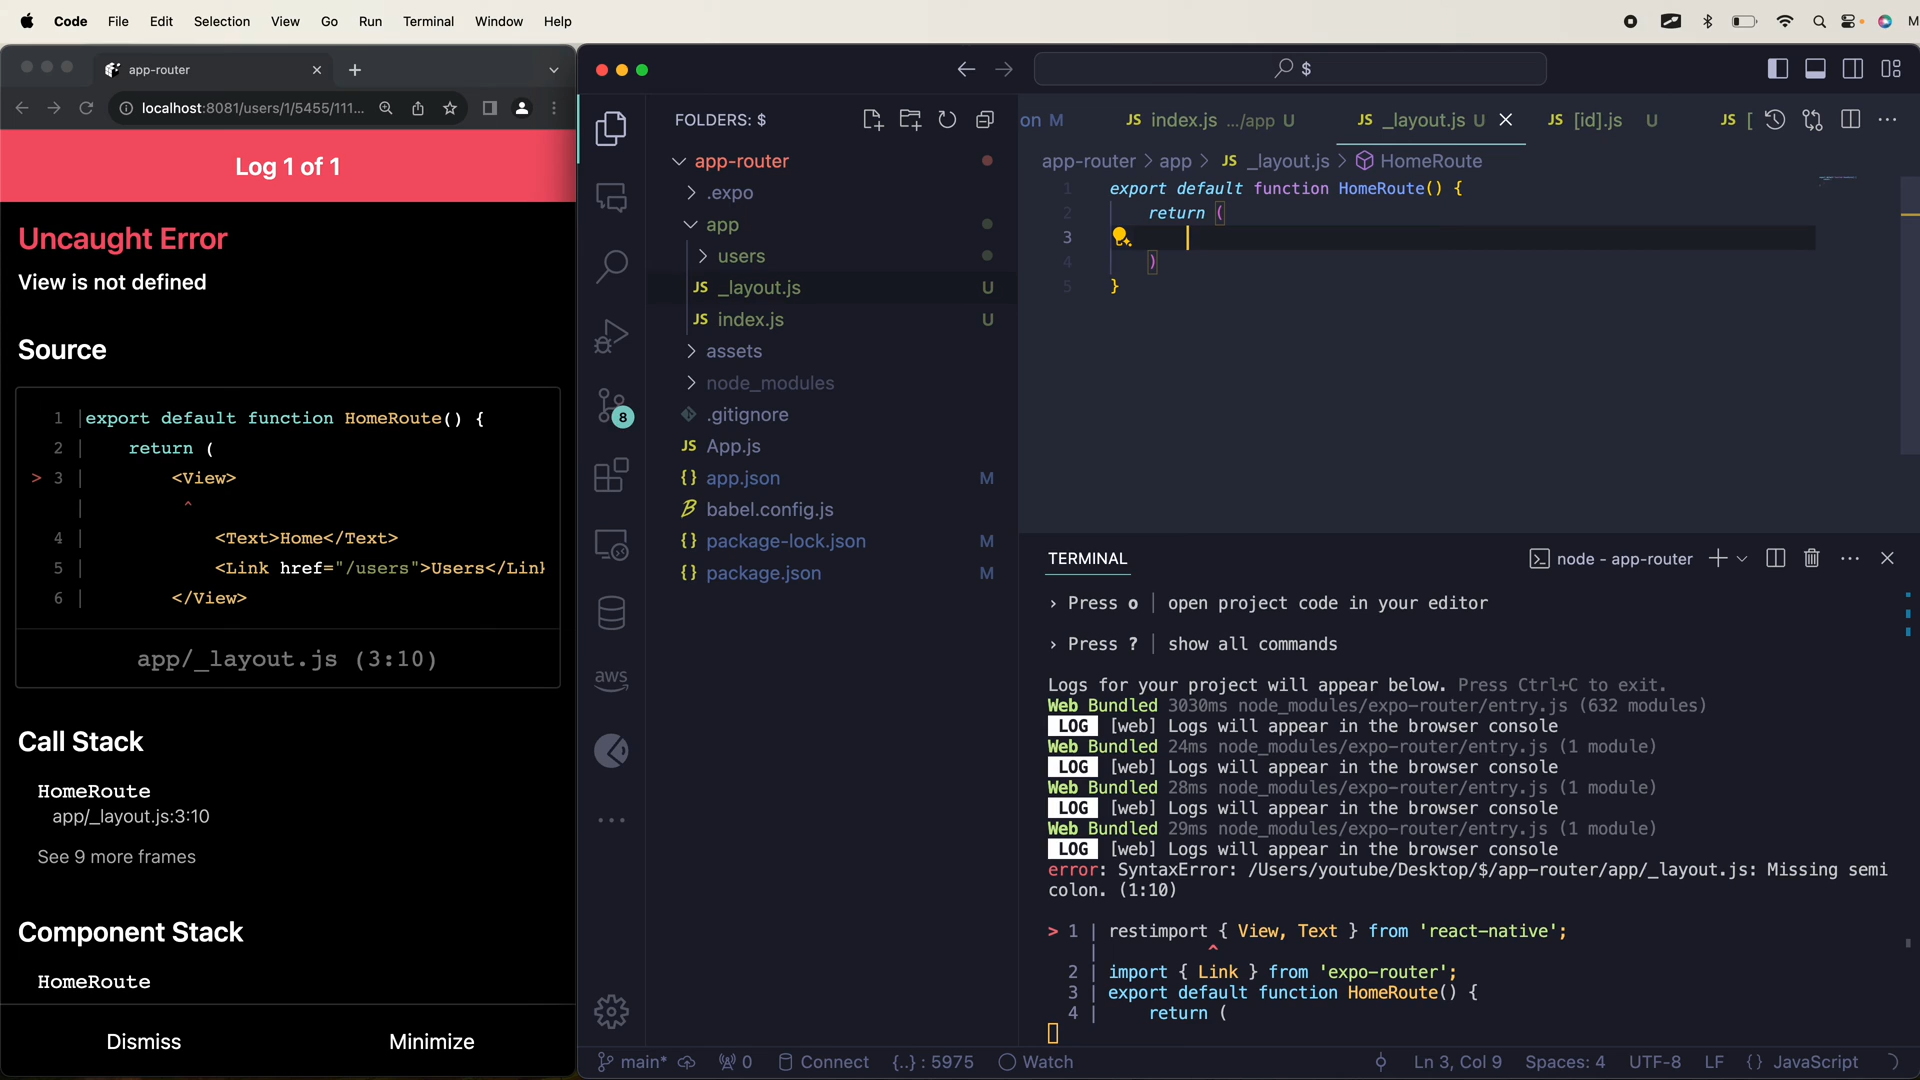 Code File Edit Selection View Go Run Terminal Window Help
app-router
localhost:8081/users/1/5455/111...
Log 1 of 1
Uncaught Error
View is not defined
Source
1 |export default function HomeRoute() {
2 | return (
> 3 | <View>
| ^
4 | <Text>Home</Text>
5 | <Link href="/users">Users</Link
6 | </View>
app/_layout.js (3:10)
Call Stack
HomeRoute
app/_layout.js:3:10
See 9 more frames
Component Stack
HomeRoute
Dismiss Minimize
$
FOLDERS: $
app-router
.expo
app
users
JS _layout.js U
JS index.js U
assets
node_modules
.gitignore
JS App.js
{} app.json M
babel.config.js
{} package-lock.json M
{} package.json M
8
aws
on M JS index.js .../app U JS _layout.js U JS [id].js U JS [
app-router > app > JS _layout.js > HomeRoute
1 export default function HomeRoute() {
2 return (
3
4 )
5 }
TERMINAL
node - app-router
› Press o | open project code in your editor
› Press ? | show all commands
Logs for your project will appear below. Press Ctrl+C to exit.
Web Bundled 3030ms node_modules/expo-router/entry.js (632 modules)
LOG [web] Logs will appear in the browser console
Web Bundled 24ms node_modules/expo-router/entry.js (1 module)
LOG [web] Logs will appear in the browser console
Web Bundled 28ms node_modules/expo-router/entry.js (1 module)
LOG [web] Logs will appear in the browser console
Web Bundled 29ms node_modules/expo-router/entry.js (1 module)
LOG [web] Logs will appear in the browser console
error: SyntaxError: /Users/youtube/Desktop/$/app-router/app/_layout.js: Missing semi
colon. (1:10)
> 1 | restimport { View, Text } from 'react-native';
| ^
2 | import { Link } from 'expo-router';
3 | export default function HomeRoute() {
4 | return (
main* 0 Connect {..} : 5975 Watch Ln 3, Col 9 Spaces: 4 UTF-8 LF {} JavaScript